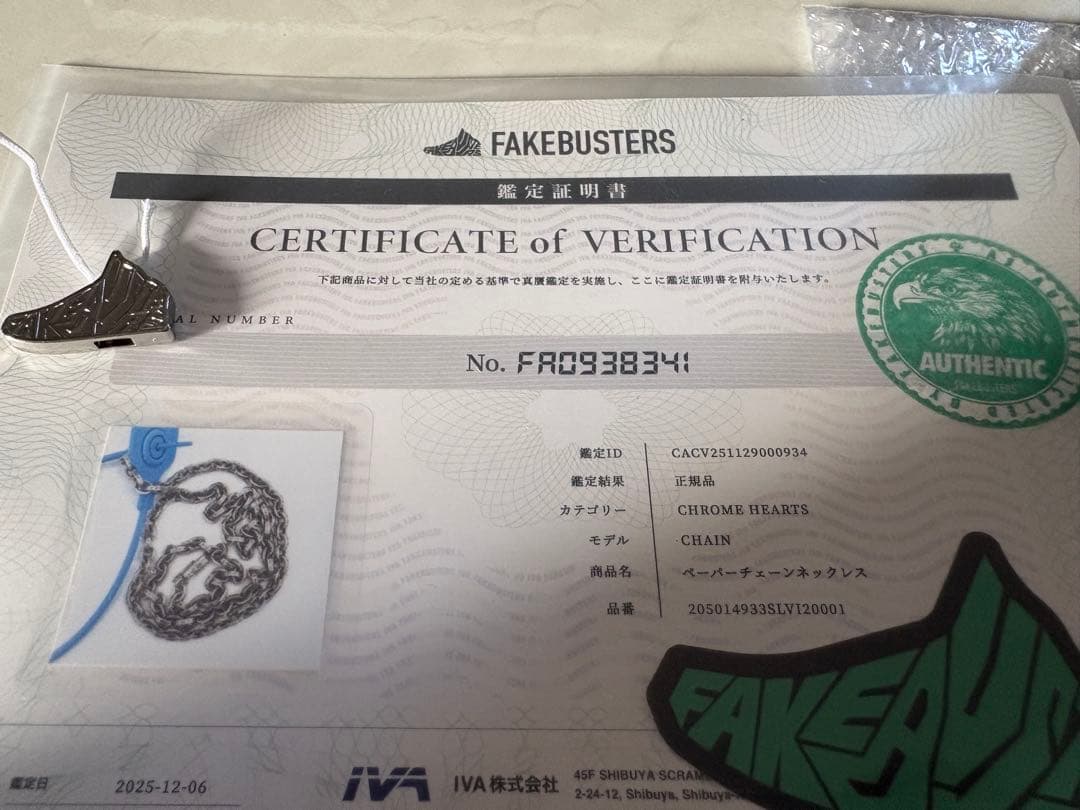 FAKEBUSTERS
鑑定証明書
CERTIFICATE of VERIFICATION
下記商品に対して当社の定める基準で真贋鑑定を実施し、ここに鑑定証明書を附与いたします。
AL NUMBER
No. FA0938341
AUTHENTIC
鑑定ID CACV251129000934
鑑定結果 正規品
カテゴリー CHROME HEARTS
モデル CHAIN
商品名 ペーパーチェーンネックレス
品番 205014933SLVI20001
FAKEBUS
鑑定日 2025-12-06
IVA IVA株式会社
45F SHIBUYA SCRAM
2-24-12, Shibuya, Shibuya-